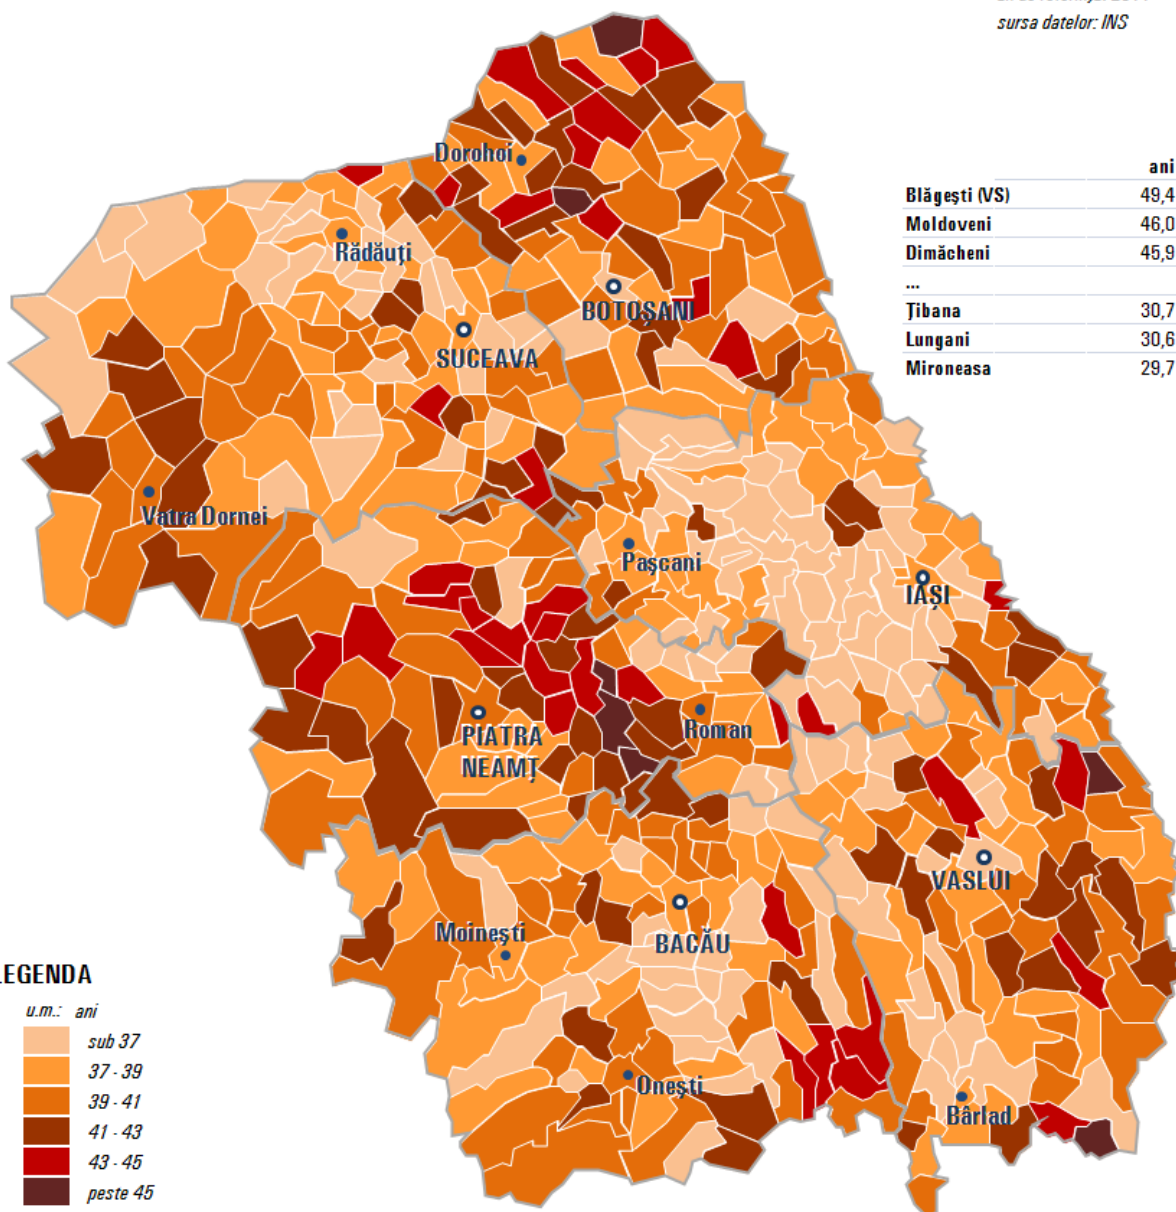 sursa datelor: INS
ani
Blăgești (VS) 49,4
Moldoveni 46,0
Dimăcheni 45,9
...
Țibana 30,7
Lungani 30,6
Mironeasa 29,7
Dorohoi
Rădăuți
BOTOȘANI
SUCEAVA
Vatra Dornei
Pașcani
IAȘI
PIATRA
NEAMȚ
Roman
VASLUI
BACĂU
Moinești
Onești
Bârlad
LEGENDA
u.m.: ani
sub 37
37 - 39
39 - 41
41 - 43
43 - 45
peste 45